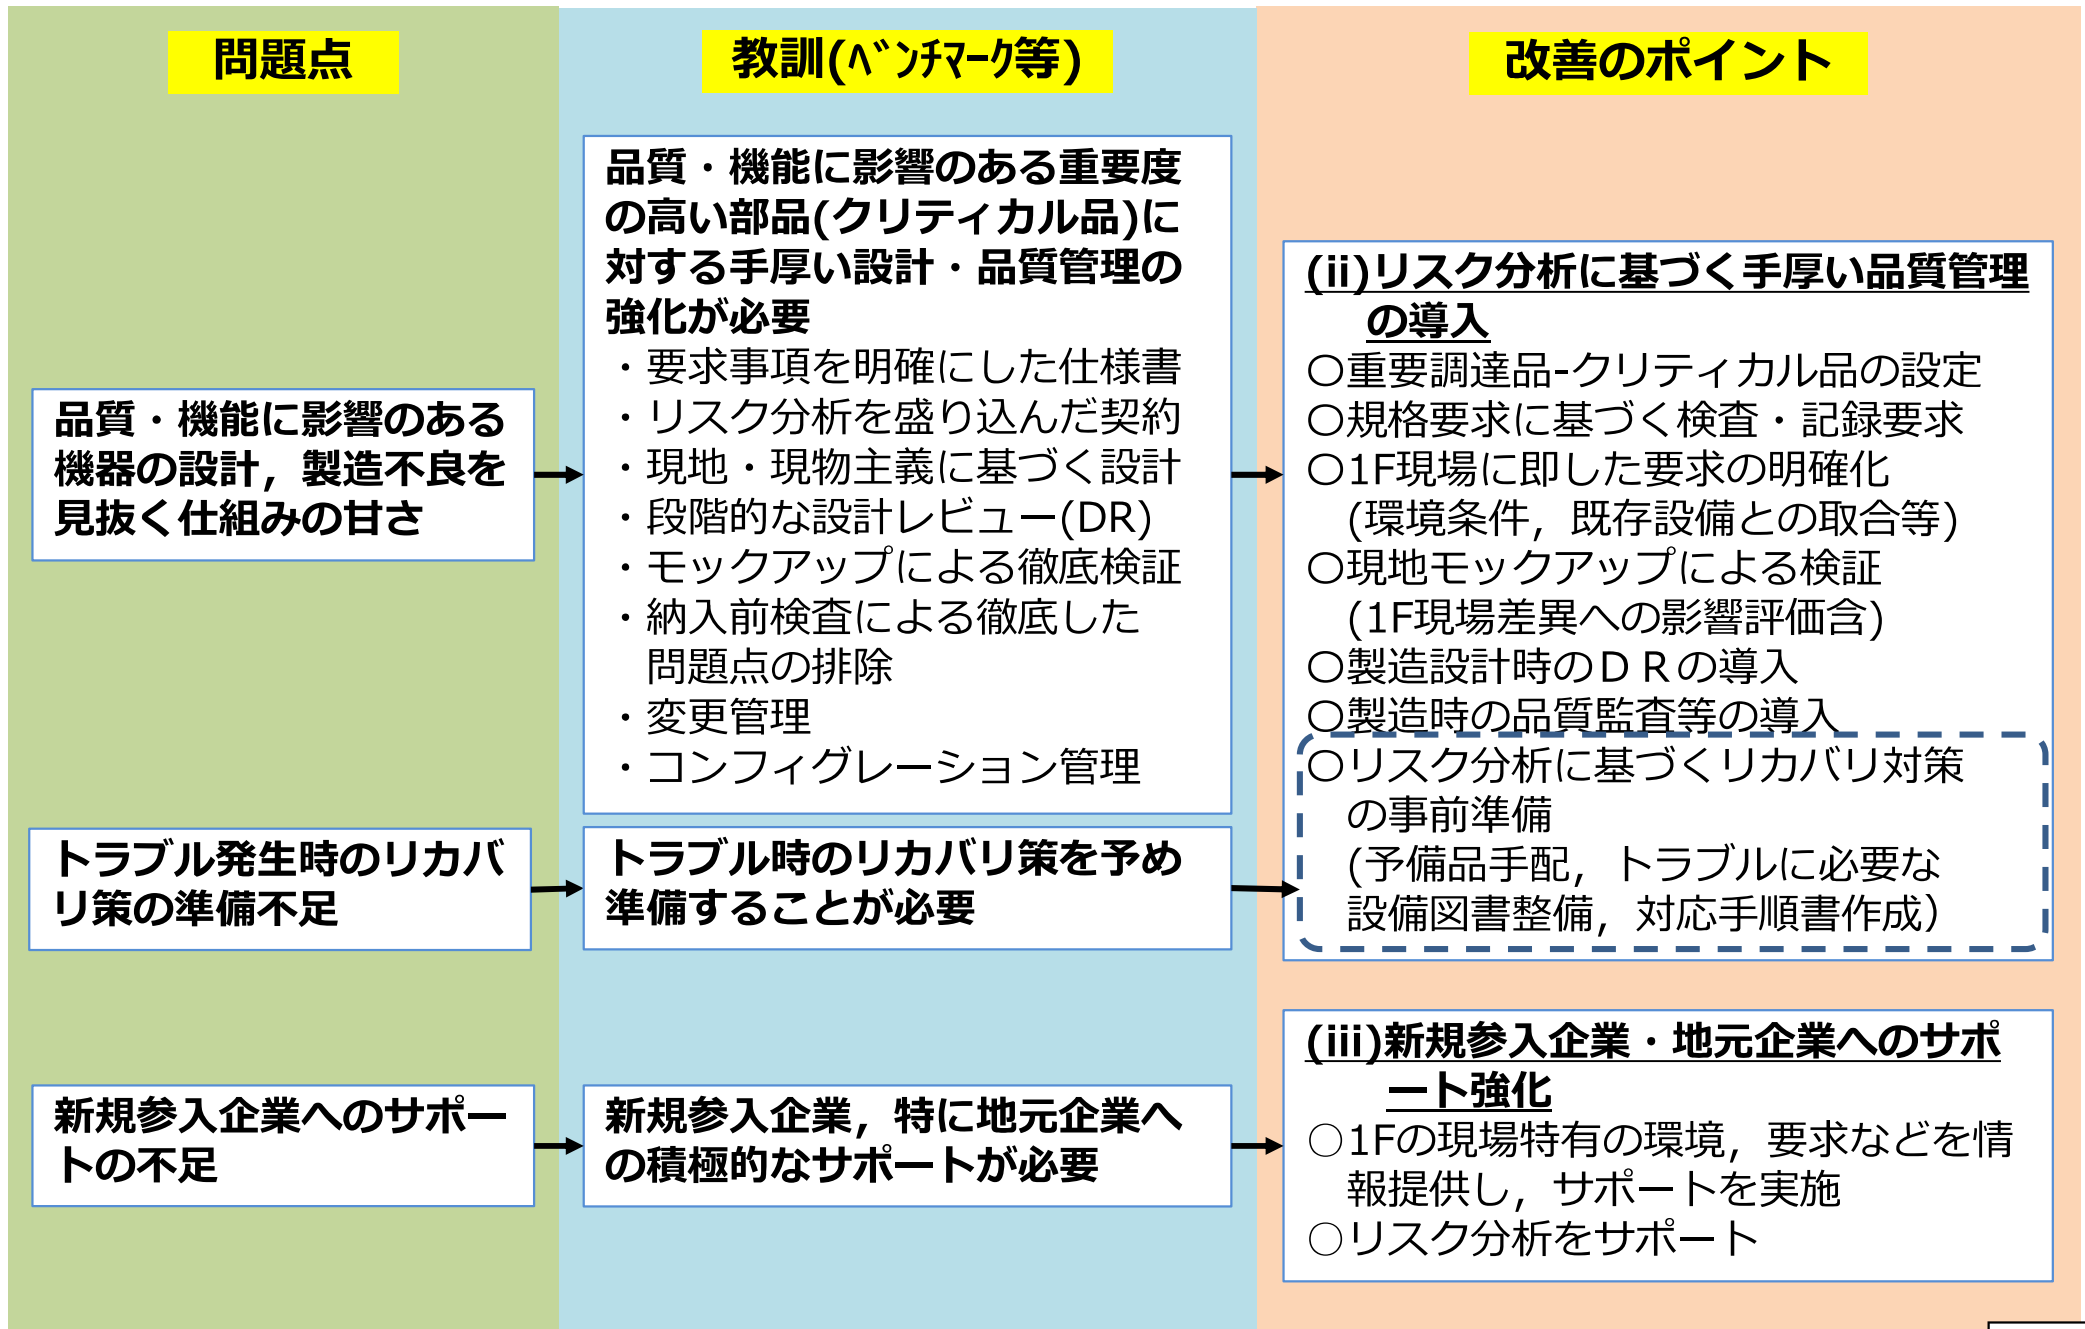 問題点
教訓(ﾍﾞﾝﾁﾏｰｸ等)
改善のポイント
品質・機能に影響のある
機器の設計，製造不良を
見抜く仕組みの甘さ
トラブル発生時のリカバ
リ策の準備不足
新規参入企業へのサポー
トの不足
品質・機能に影響のある重要度
の高い部品(クリティカル品)に
対する手厚い設計・品質管理の
強化が必要
・要求事項を明確にした仕様書
・リスク分析を盛り込んだ契約
・現地・現物主義に基づく設計
・段階的な設計レビュー(DR)
・モックアップによる徹底検証
・納入前検査による徹底した
問題点の排除
・変更管理
・コンフィグレーション管理
トラブル時のリカバリ策を予め
準備することが必要
新規参入企業，特に地元企業へ
の積極的なサポートが必要
(ii)リスク分析に基づく手厚い品質管理
の導入
〇重要調達品-クリティカル品の設定
〇規格要求に基づく検査・記録要求
〇1F現場に即した要求の明確化
(環境条件，既存設備との取合等)
〇現地モックアップによる検証
(1F現場差異への影響評価含)
〇製造設計時のＤＲの導入
〇製造時の品質監査等の導入
〇リスク分析に基づくリカバリ対策
の事前準備
(予備品手配，トラブルに必要な
設備図書整備，対応手順書作成）
(iii)新規参入企業・地元企業へのサポ
ート強化
○1Fの現場特有の環境，要求などを情
報提供し，サポートを実施
○リスク分析をサポート